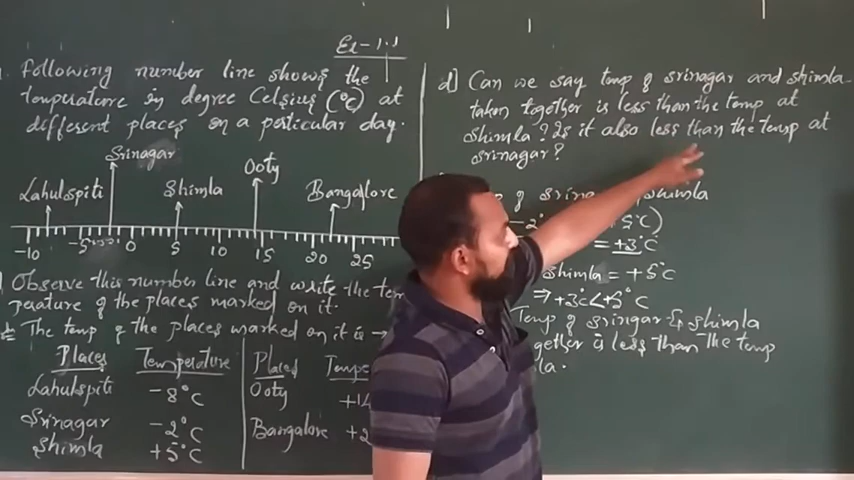 Ex-1.1
Following number line shows the
temperature in degree Celsius (°C) at
different places on a perticular day.
Srinagar
Lahulspiti Shimla Ooty Bangalore
-10 -5 0 5 10 15 20 25
Observe this number line and write the tem
perature of the places marked on it.
The temp of the places marked on it is →
Places Temperature Places Tempe
Lahulspiti -8°C Ooty +14
Srinagar -2°C Bangalore +2
Shimla +5°C
d) Can we say temp of srinagar and shimla
taken together is less than the temp at
shimla? Is it also less than the temp at
srinagar?
p of srina shimla
-2° 5°C)
= +3°C
shimla = +5°C
⇒ +3°C < +5°C
Temp of srinagar & shimla
gether is less than the temp
la.